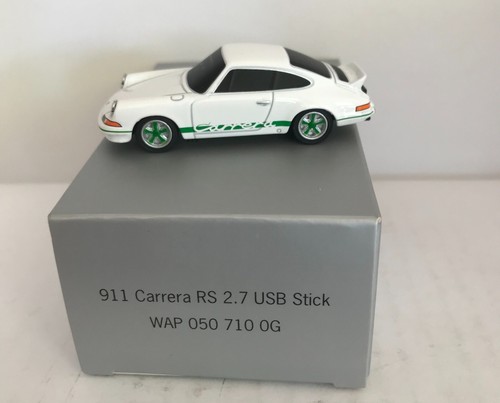 Carrera
911 Carrera RS 2.7 USB Stick
WAP 050 710 0G